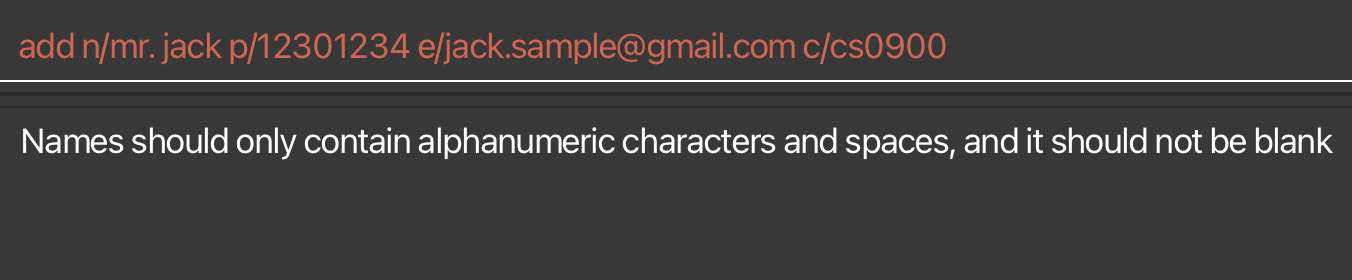 add n/mr. jack p/12301234 e/jack.sample@gmail.com c/cs0900
Names should only contain alphanumeric characters and spaces, and it should not be blank